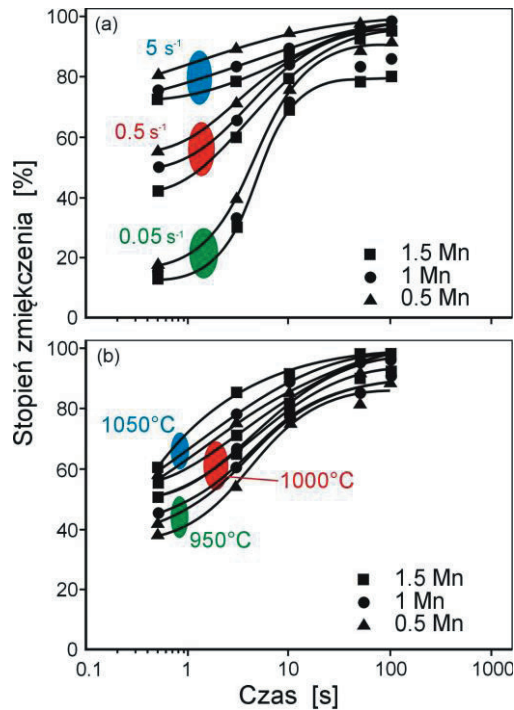 Stopień zmiękczenia [%]
(a)
100
80
60
40
20
0
5 s⁻¹
0.5 s⁻¹
0.05 s⁻¹
1.5 Mn
1 Mn
0.5 Mn
(b)
100
80
60
40
20
0
1050°C
1000°C
950°C
1.5 Mn
1 Mn
0.5 Mn
0.1 1 10 100 1000
Czas [s]